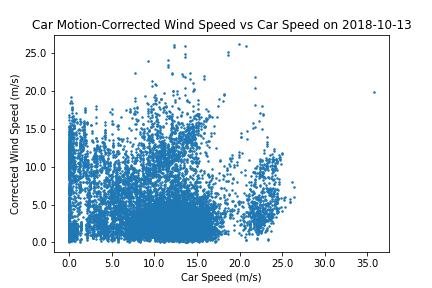 Car Motion-Corrected Wind Speed vs Car Speed on 2018-10-13
25.0
20.0
15.0
10.0
5.0
0.0
Corrected Wind Speed (m/s)
0.0 5.0 10.0 15.0 20.0 25.0 30.0 35.0
Car Speed (m/s)